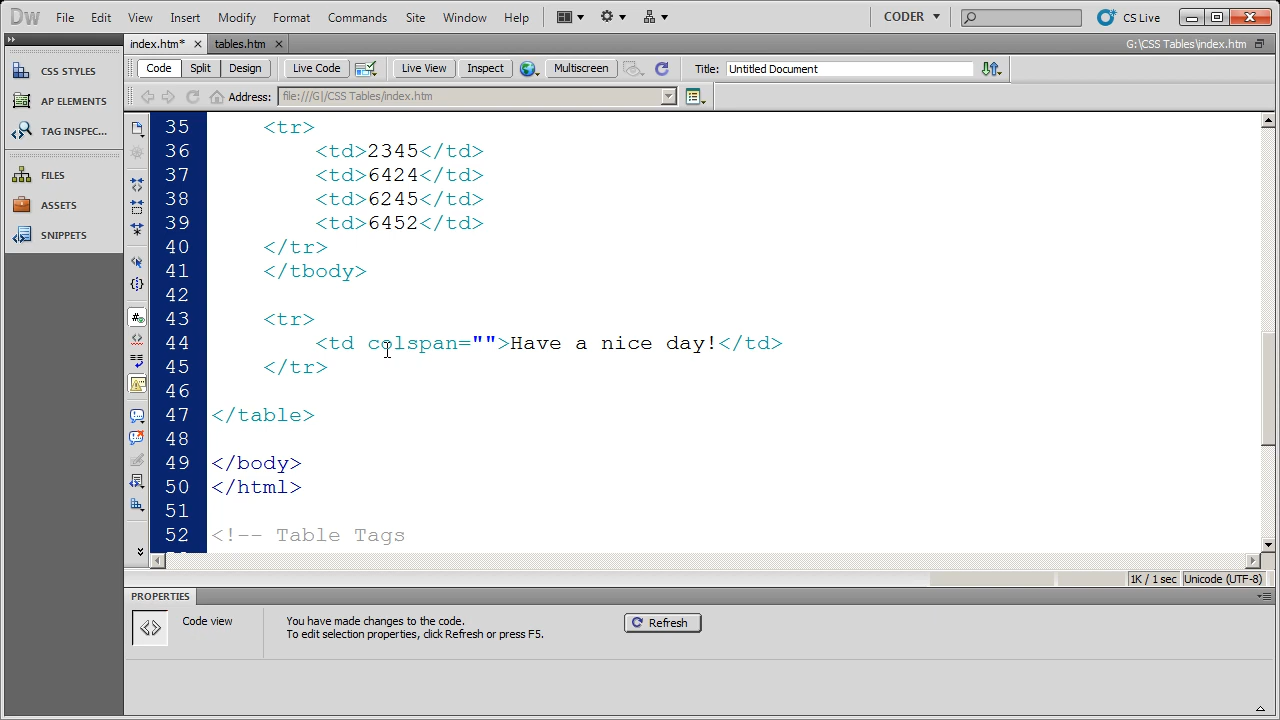 Dw File Edit View Insert Modify Format Commands Site Window Help CODER CS Live
index.htm* tables.htm G:\CSS Tables\index.htm
Code Split Design Live Code Live View Inspect Multiscreen Title: Untitled Document
Address: file:///G|/CSS Tables/index.htm
CSS STYLES
AP ELEMENTS
TAG INSPEC...
FILES
ASSETS
SNIPPETS
35 <tr>
36 <td>2345</td>
37 <td>6424</td>
38 <td>6245</td>
39 <td>6452</td>
40 </tr>
41 </tbody>
42
43 <tr>
44 <td colspan="">Have a nice day!</td>
45 </tr>
46
47 </table>
48
49 </body>
50 </html>
51
52 <!-- Table Tags
1K / 1 sec Unicode (UTF-8)
PROPERTIES
Code view
You have made changes to the code.
To edit selection properties, click Refresh or press F5.
Refresh